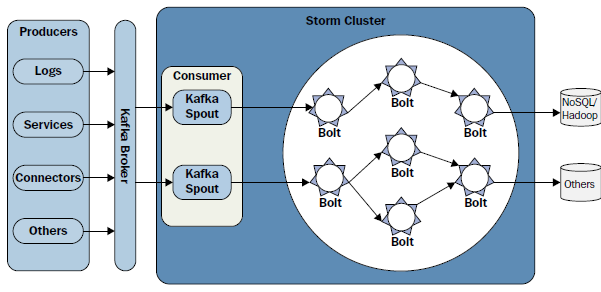 Producers
Logs
Services
Connectors
Others
Kafka Broker
Storm Cluster
Consumer
Kafka
Spout
Kafka
Spout
Bolt
Bolt
Bolt
Bolt
Bolt
Bolt
Bolt
NoSQL/
Hadoop
Others